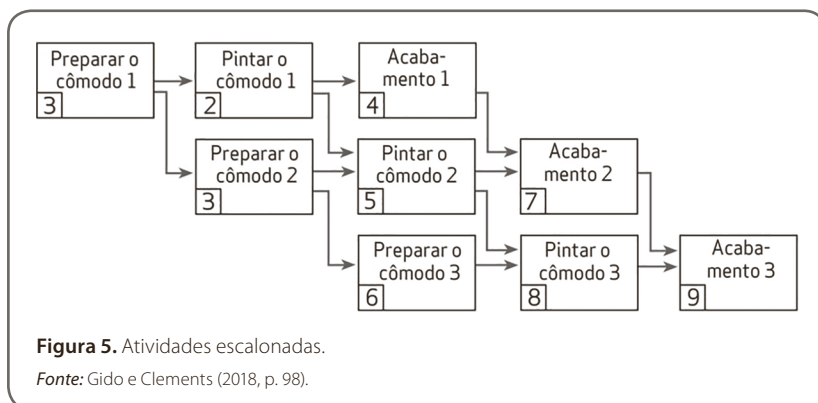 Preparar o
cômodo 1
3
Pintar o
cômodo 1
2
Acaba-
mento 1
4
Preparar o
cômodo 2
3
Pintar o
cômodo 2
5
Acaba-
mento 2
7
Preparar o
cômodo 3
6
Pintar o
cômodo 3
8
Acaba-
mento 3
9
Figura 5. Atividades escalonadas.
Fonte: Gido e Clements (2018, p. 98).